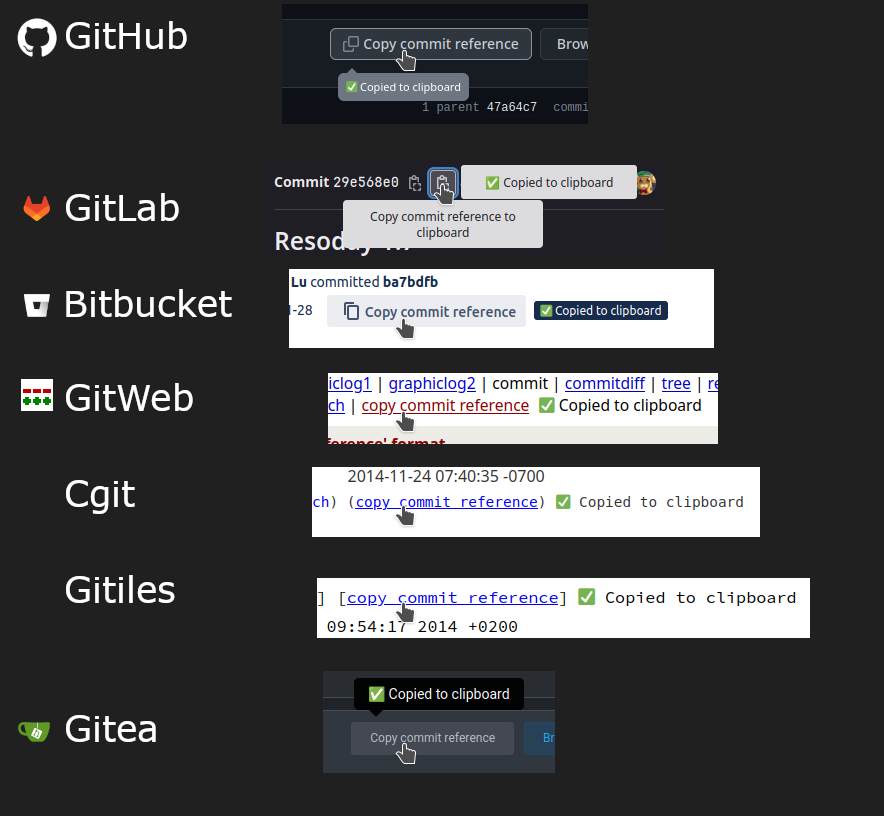 GitHub
Copy commit reference
Brow
✅ Copied to clipboard
1 parent 47a64c7 commi
GitLab
Commit 29e568e0
✅ Copied to clipboard
Copy commit reference to
clipboard
Bitbucket
Lu committed ba7bdfb
-28
Copy commit reference
✅ Copied to clipboard
GitWeb
iclog1 | graphiclog2 | commit | commitdiff | tree | re
ch | copy commit reference ✅ Copied to clipboard
Cgit
2014-11-24 07:40:35 -0700
ch) (copy commit reference) ✅ Copied to clipboard
Gitiles
] [copy commit reference] ✅ Copied to clipboard
09:54:17 2014 +0200
Gitea
✅ Copied to clipboard
Copy commit reference
Br